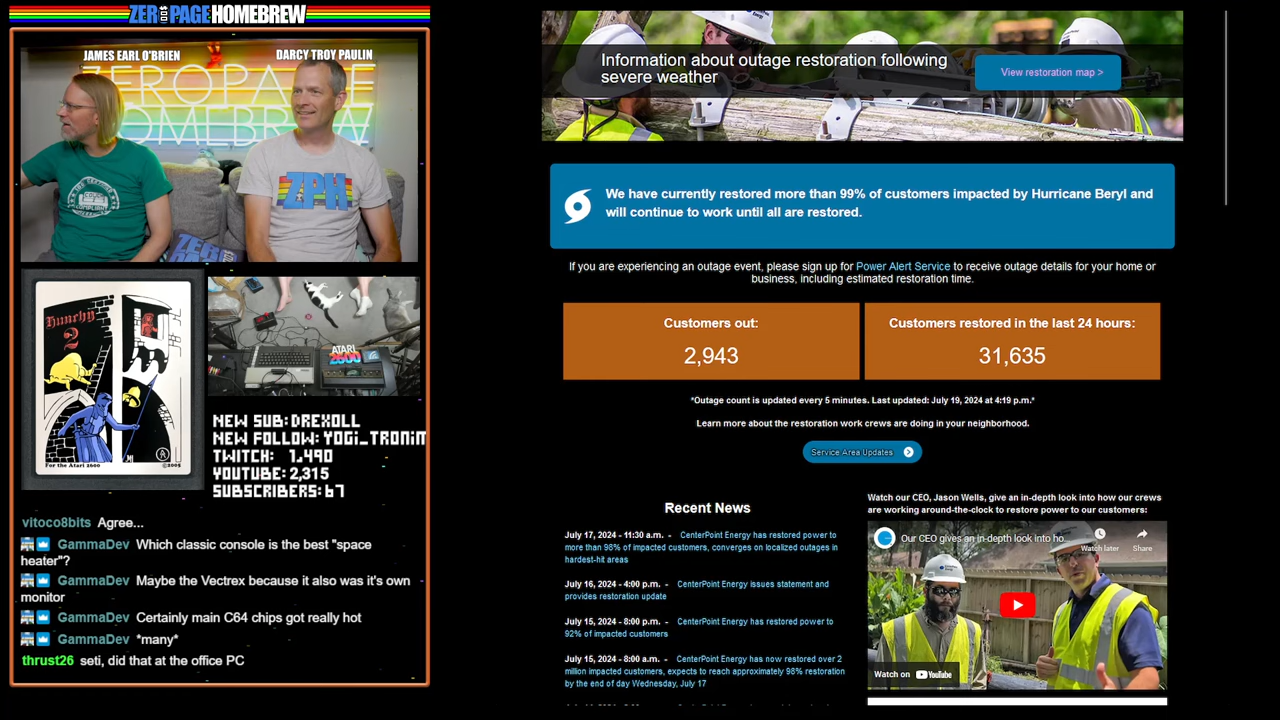 ZEROPAGE HOMEBREW
JAMES EARL O'BRIEN
DARCY TROY PAULIN
ZEROPAGE
HOMEBREW
ZPH
Hunchy
2
For the Atari 2600
©2005
ATARI
2600
NEW SUB: DREXOLL
NEW FOLLOW: YOGI_TRONIM
TWITCH: 1,490
YOUTUBE: 2,315
SUBSCRIBERS: 67
vitoco8bits Agree...
GammaDev Which classic console is the best "space
heater"?
GammaDev Maybe the Vectrex because it also was it's own
monitor
GammaDev Certainly main C64 chips got really hot
GammaDev *many*
thrust26 seti, did that at the office PC
Information about outage restoration following
severe weather
View restoration map >
We have currently restored more than 99% of customers impacted by Hurricane Beryl and
will continue to work until all are restored.
If you are experiencing an outage event, please sign up for Power Alert Service to receive outage details for your home or
business, including estimated restoration time.
Customers out:
2,943
Customers restored in the last 24 hours:
31,635
*Outage count is updated every 5 minutes. Last updated: July 19, 2024 at 4:19 p.m.*
Learn more about the restoration work crews are doing in your neighborhood.
Service Area Updates
Recent News
July 17, 2024 - 11:30 a.m. - CenterPoint Energy has restored power to
more than 98% of impacted customers, converges on localized outages in
hardest-hit areas
July 16, 2024 - 4:00 p.m. - CenterPoint Energy issues statement and
provides restoration update
July 15, 2024 - 8:00 p.m. - CenterPoint Energy has restored power to
92% of impacted customers
July 15, 2024 - 8:00 a.m. - CenterPoint Energy has now restored over 2
million impacted customers, expects to reach approximately 98% restoration
by the end of day Wednesday, July 17
Watch our CEO, Jason Wells, give an in-depth look into how our crews
are working around-the-clock to restore power to our customers:
Our CEO gives an in-depth look into ho
Watch later
Share
Watch on YouTube